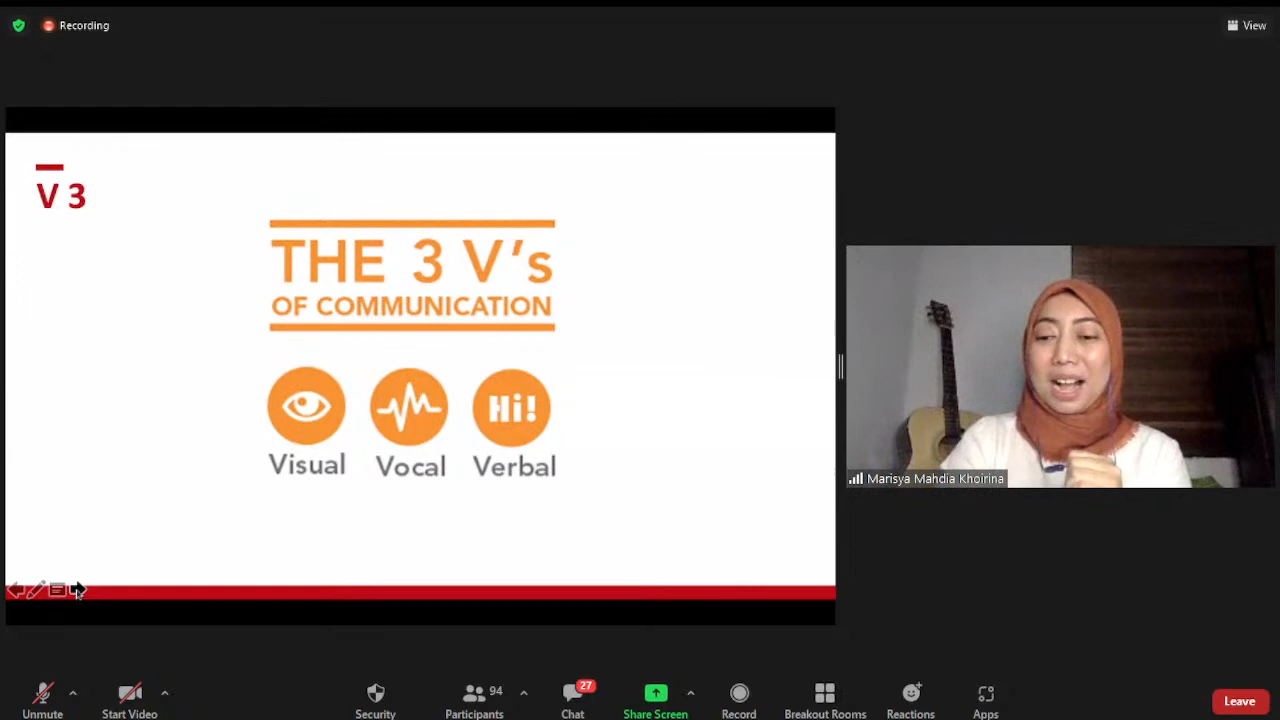 Recording
View
V 3
THE 3 V's
OF COMMUNICATION
Hi!
Visual
Vocal
Verbal
Marisya Mahdia Khoirina
Unmute
Start Video
Security
94
Participants
27
Chat
Share Screen
Record
Breakout Rooms
Reactions
Apps
Leave